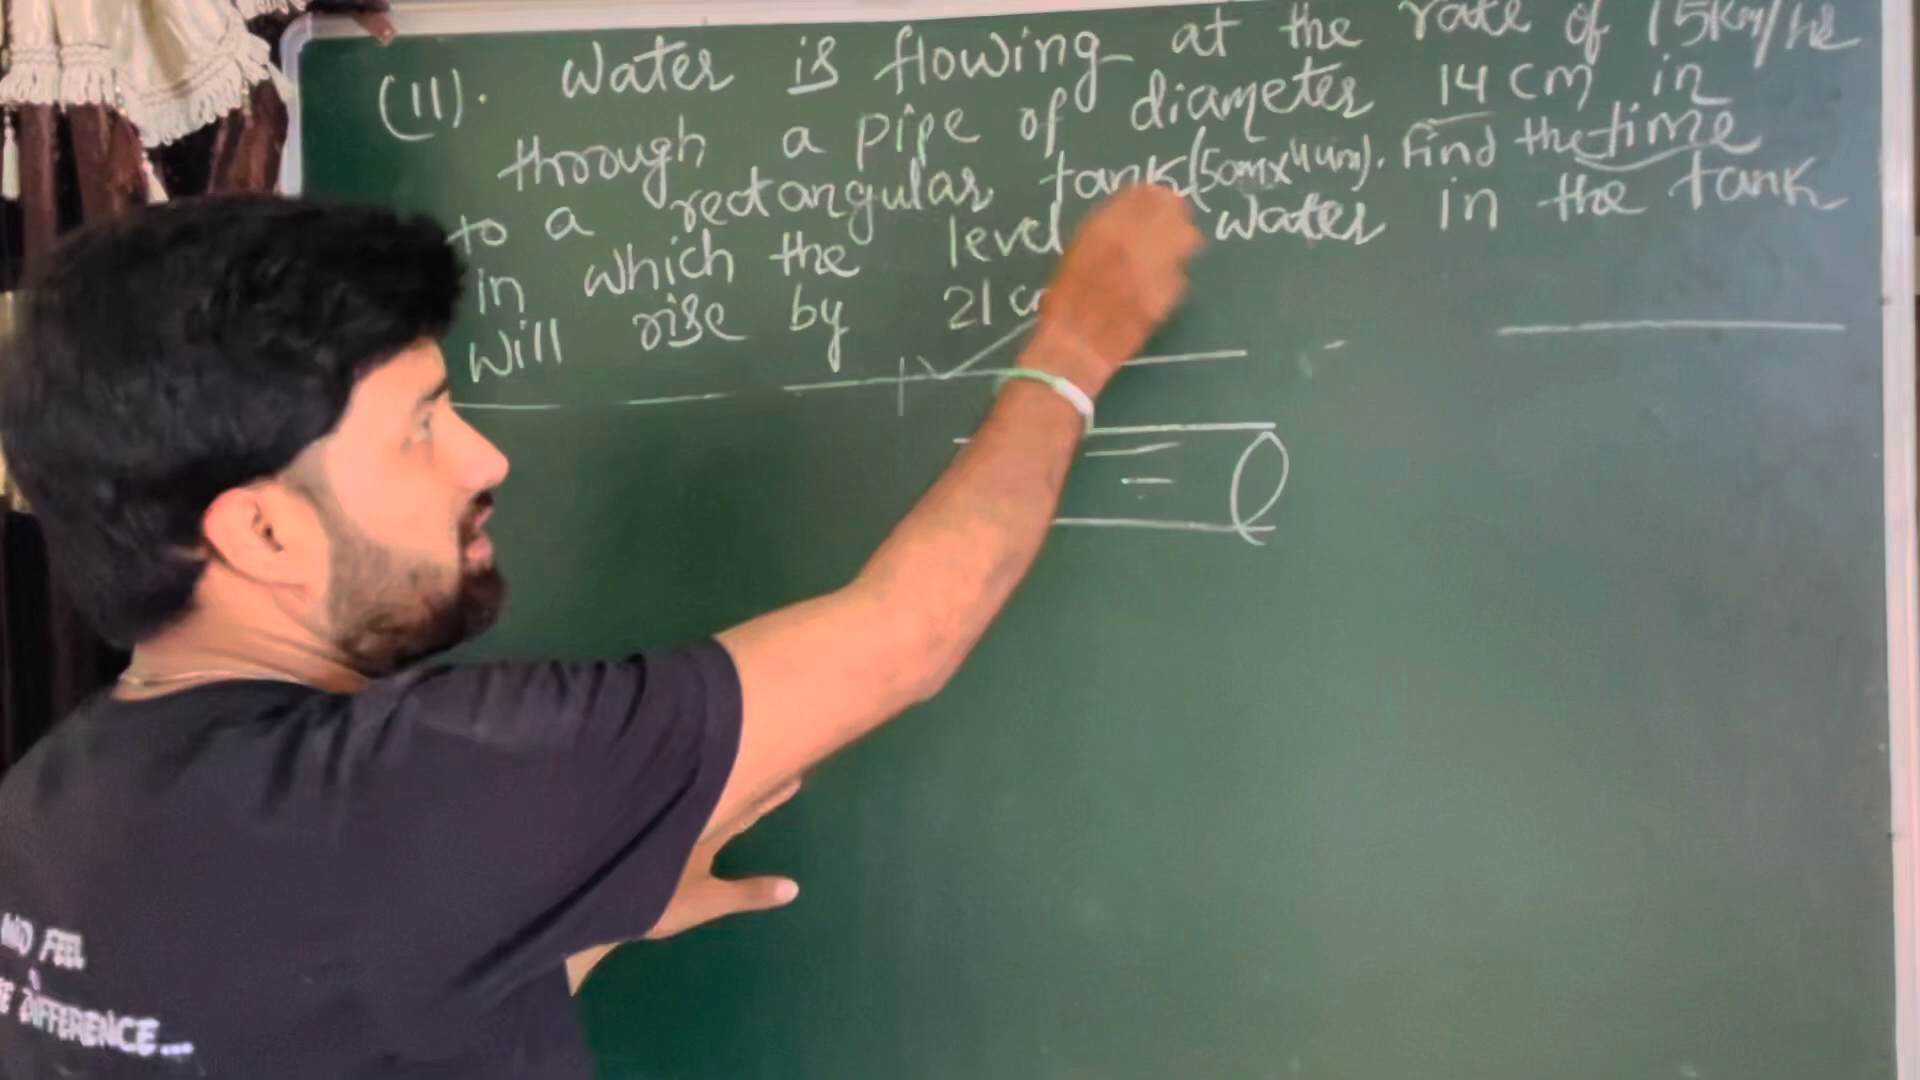 (11). Water is flowing at the rate of 15km/hr
through a pipe of diameter 14 cm in
to a rectangular tank (50m x 44m). Find the time
in which the level water in the tank
will rise by 21 c
AND FEEL
DIFFERENCE...